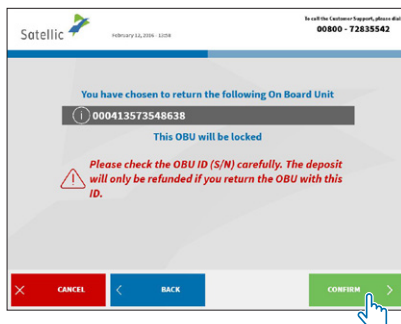 To call the Customer Support, please dial
Satellic
February 12, 2016 - 13:56
00800 - 72835542
You have chosen to return the following On Board Unit
i 000413573548638
This OBU will be locked
Please check the OBU ID (S/N) carefully. The deposit
will only be refunded if you return the OBU with this
ID.
CANCEL
BACK
CONFIRM